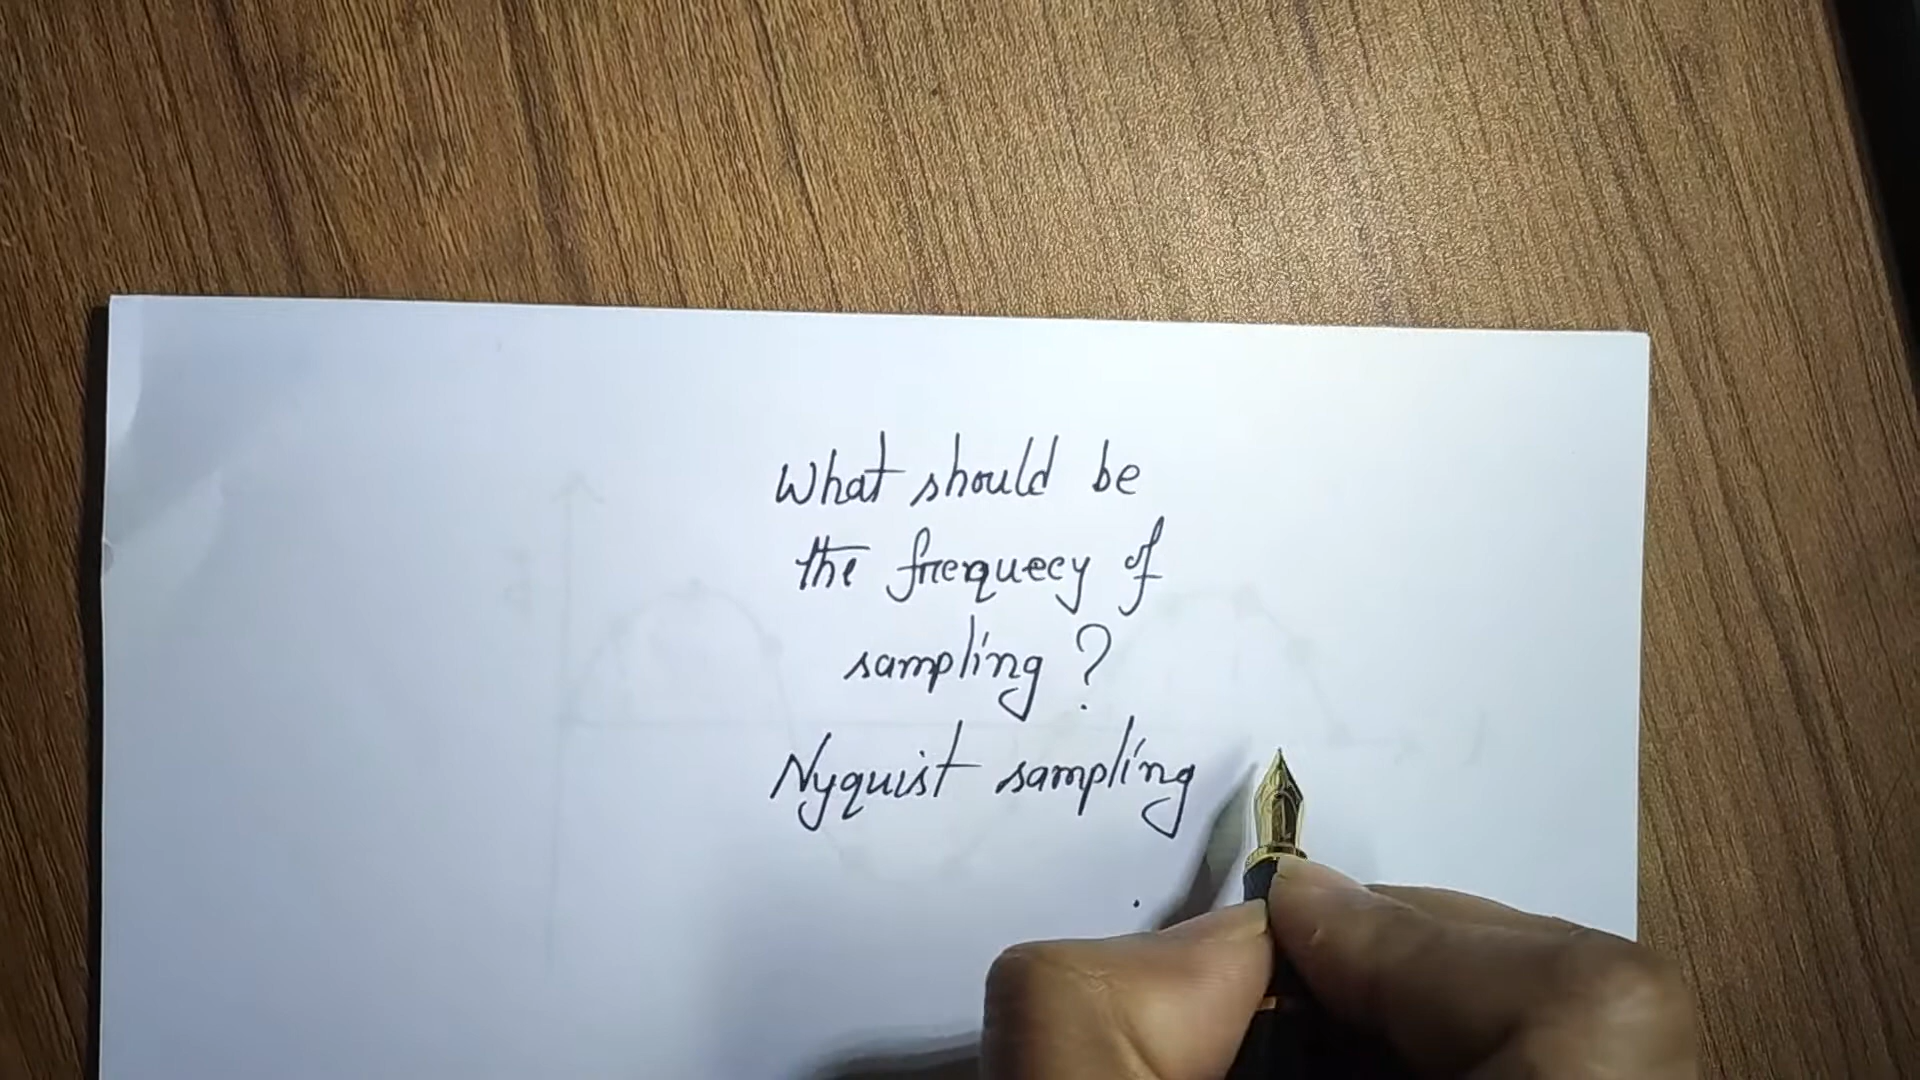 What should be
the frequecy of
sampling ?
Nyquist sampling